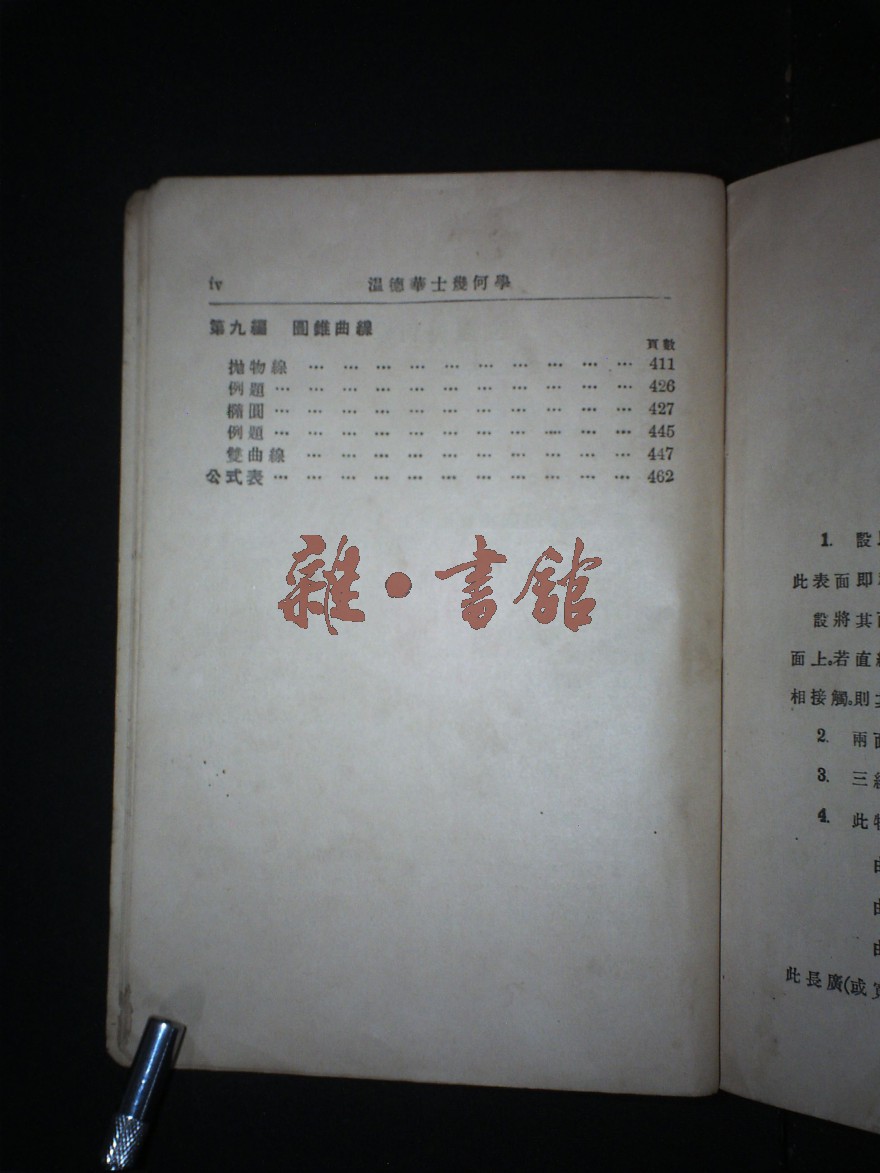 iv 溫德華士幾何學
第九編 圓錐曲線
頁數
拋物線 … … … … … … … … … … 411
例題 … … … … … … … … … … … 426
橢圓 … … … … … … … … … … … 427
例題 … … … … … … … … … … … 445
雙曲線 … … … … … … … … … … 447
公式表 … … … … … … … … … … … 462
雜·書館
1. 設
此表面即
設將其
面上。若直
相接觸。則
2. 兩
3. 三
4. 此
此長廣(或